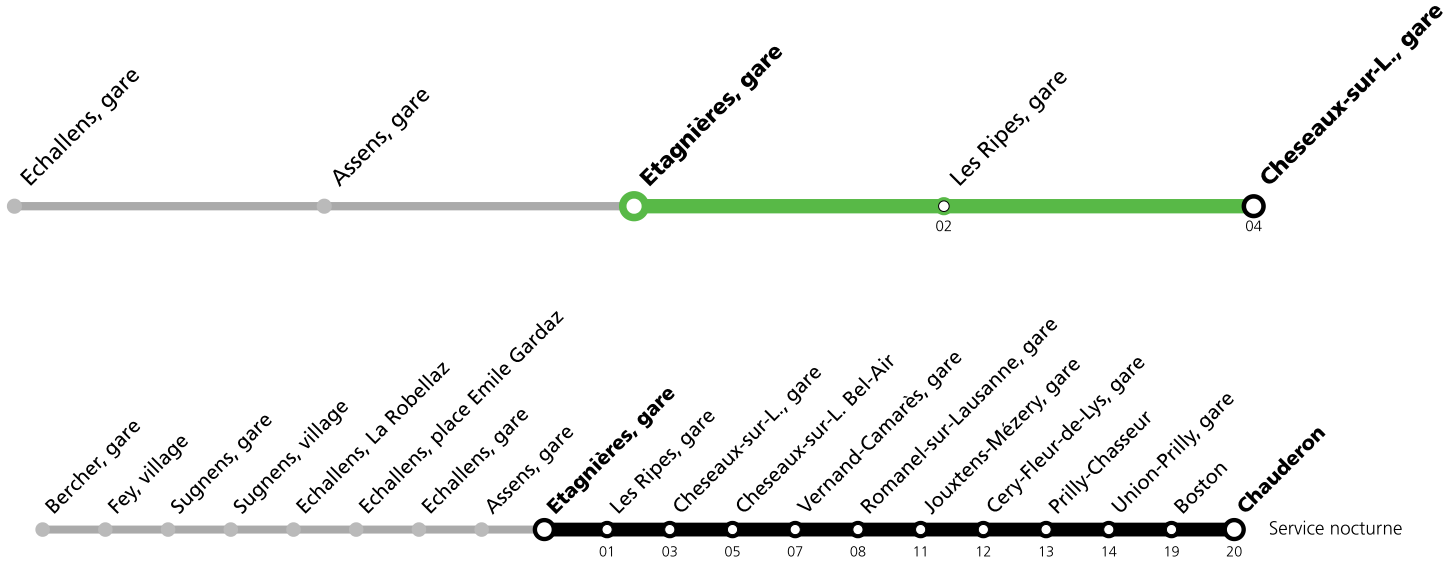 Echallens, gare
Assens, gare
Etagnières, gare
Les Ripes, gare
Cheseaux-sur-L., gare
02
04
Bercher, gare
Fey, village
Sugnens, gare
Sugnens, village
Echallens, La Robellaz
Echallens, place Emile Gardaz
Echallens, gare
Assens, gare
Etagnières, gare
Les Ripes, gare
Cheseaux-sur-L., gare
Cheseaux-sur-L. Bel-Air
Vernand-Camarès, gare
Romanel-sur-Lausanne, gare
Jouxtens-Mézery, gare
Cery-Fleur-de-Lys, gare
Prilly-Chasseur
Union-Prilly, gare
Boston
Chauderon
Service nocturne
01
03
05
07
08
11
12
13
14
19
20